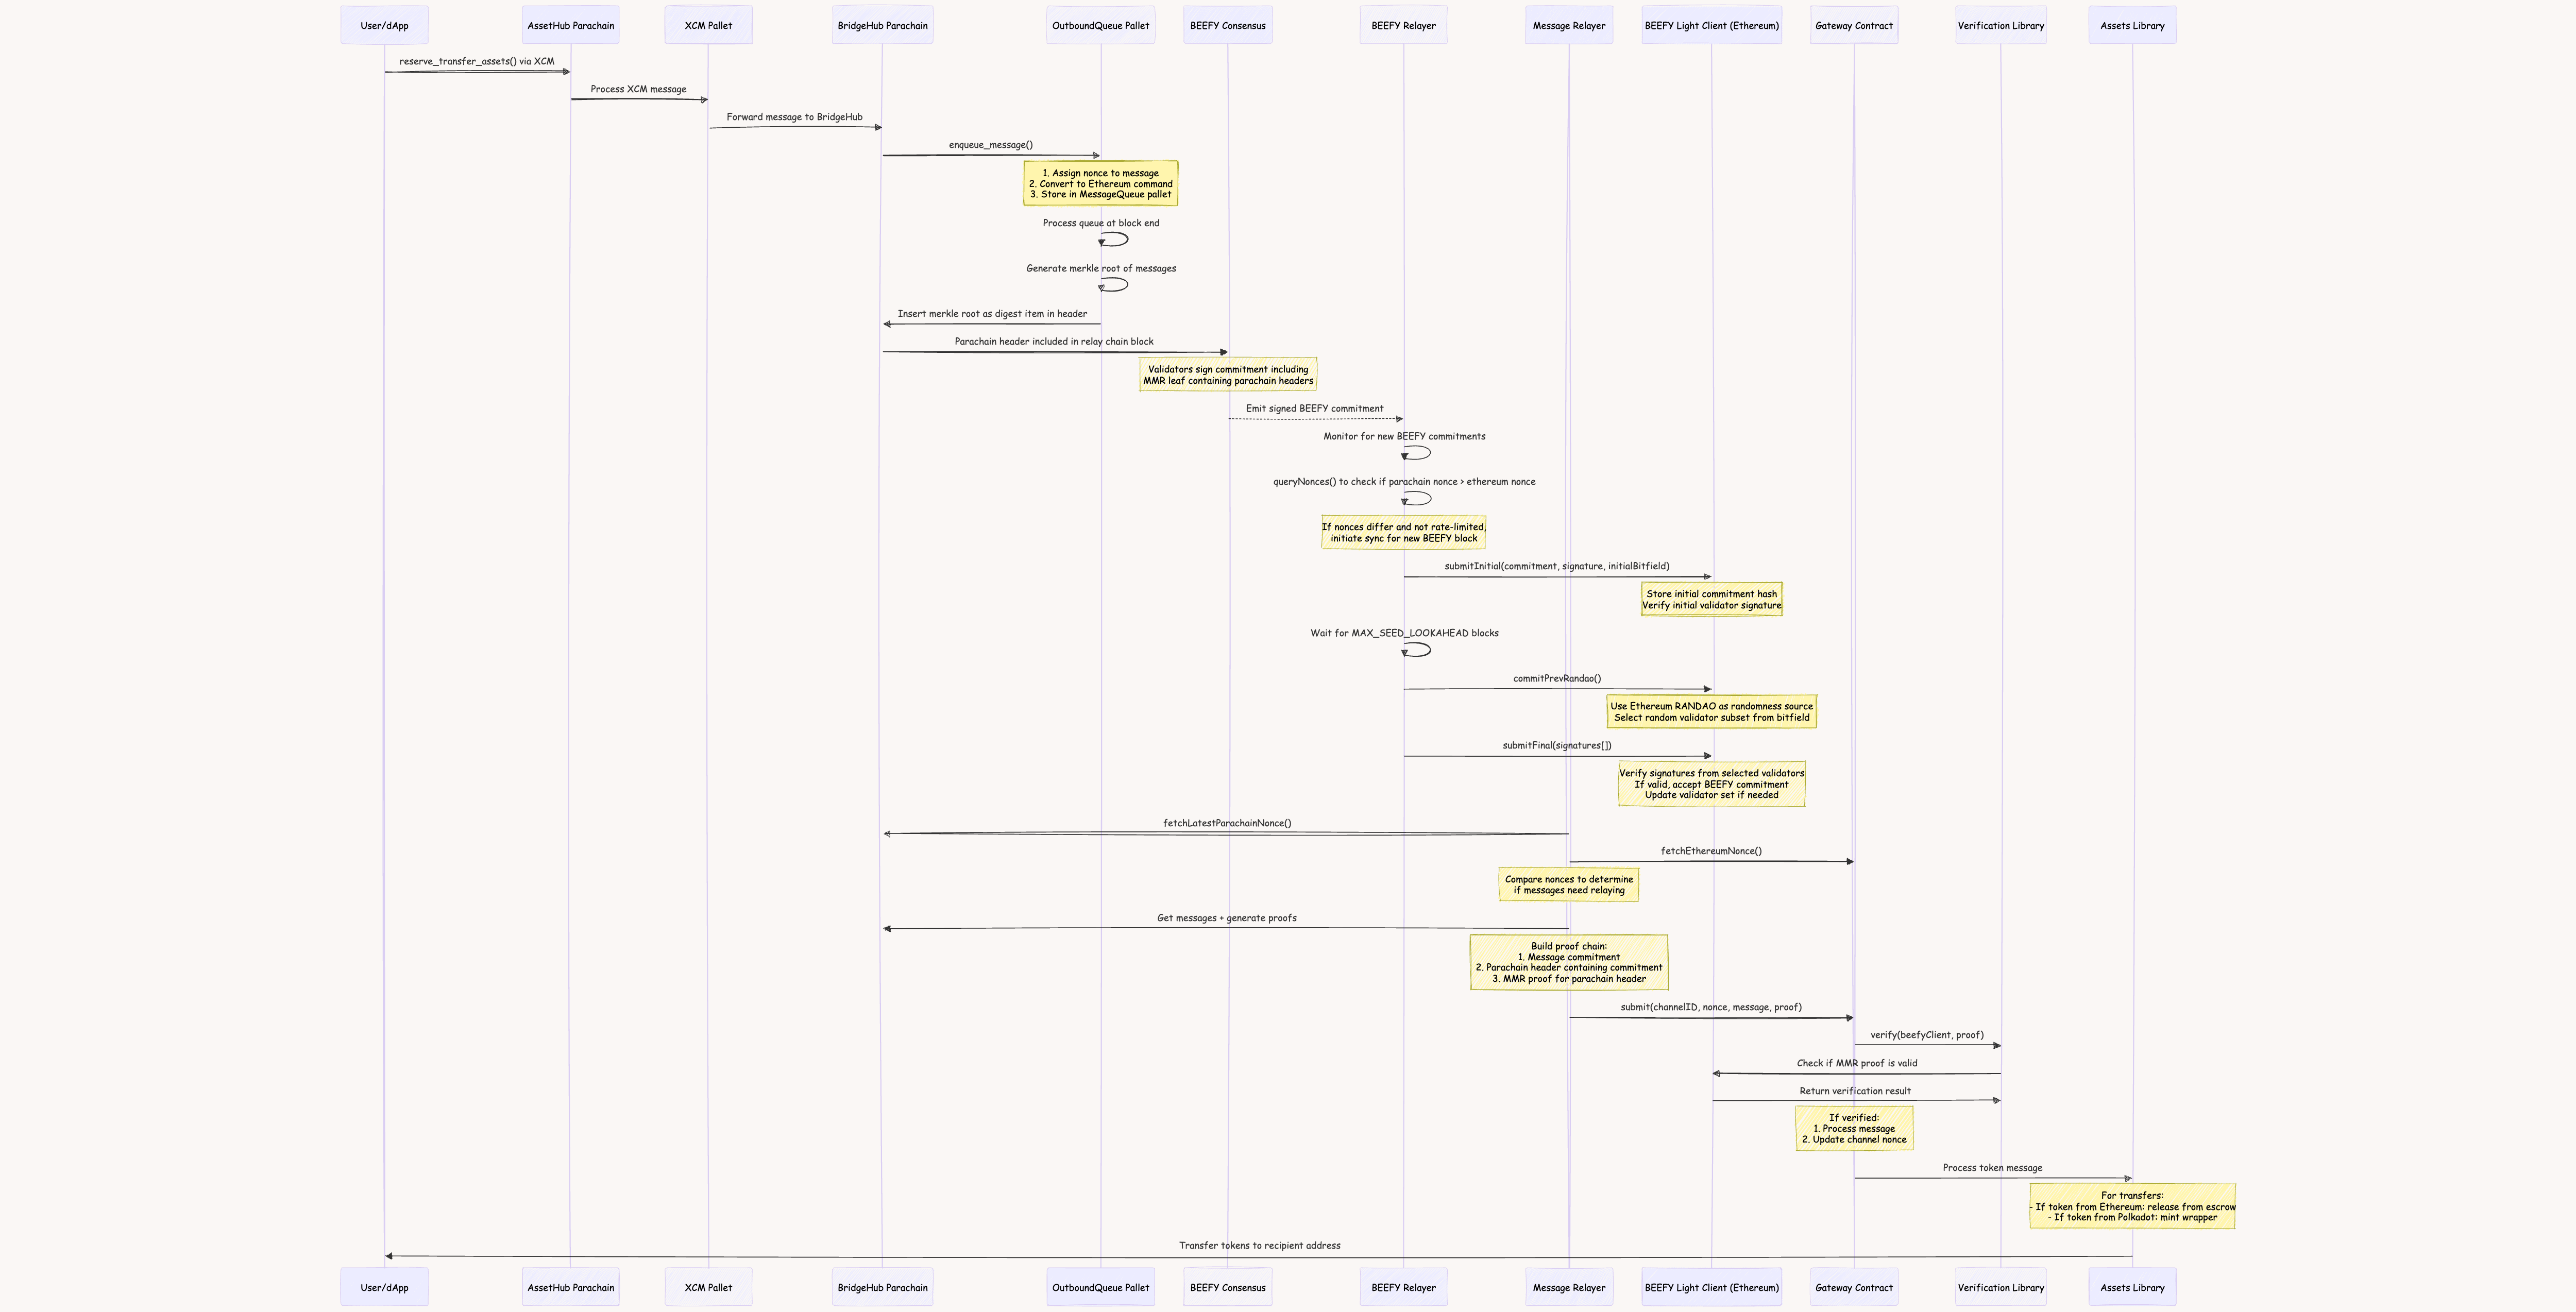 User/dApp
AssetHub Parachain
XCM Pallet
BridgeHub Parachain
OutboundQueue Pallet
BEEFY Consensus
BEEFY Relayer
Message Relayer
BEEFY Light Client (Ethereum)
Gateway Contract
Verification Library
Assets Library
reserve_transfer_assets() via XCM
Process XCM message
Forward message to BridgeHub
enqueue_message()
1. Assign nonce to message
2. Convert to Ethereum command
3. Store in MessageQueue pallet
Process queue at block end
Generate merkle root of messages
Insert merkle root as digest item in header
Parachain header included in relay chain block
Validators sign commitment including
MMR leaf containing parachain headers
Emit signed BEEFY commitment
Monitor for new BEEFY commitments
queryNonces() to check if parachain nonce > ethereum nonce
If nonces differ and not rate-limited,
initiate sync for new BEEFY block
submitInitial(commitment, signature, initialBitfield)
Store initial commitment hash
Verify initial validator signature
Wait for MAX_SEED_LOOKAHEAD blocks
commitPrevRandao()
Use Ethereum RANDAO as randomness source
Select random validator subset from bitfield
submitFinal(signatures[])
Verify signatures from selected validators
If valid, accept BEEFY commitment
Update validator set if needed
fetchLatestParachainNonce()
fetchEthereumNonce()
Compare nonces to determine
if messages need relaying
Get messages + generate proofs
Build proof chain:
1. Message commitment
2. Parachain header containing commitment
3. MMR proof for parachain header
submit(channelID, nonce, message, proof)
verify(beefyClient, proof)
Check if MMR proof is valid
Return verification result
If verified:
1. Process message
2. Update channel nonce
Process token message
For transfers:
- If token from Ethereum: release from escrow
- If token from Polkadot: mint wrapper
Transfer tokens to recipient address
User/dApp
AssetHub Parachain
XCM Pallet
BridgeHub Parachain
OutboundQueue Pallet
BEEFY Consensus
BEEFY Relayer
Message Relayer
BEEFY Light Client (Ethereum)
Gateway Contract
Verification Library
Assets Library